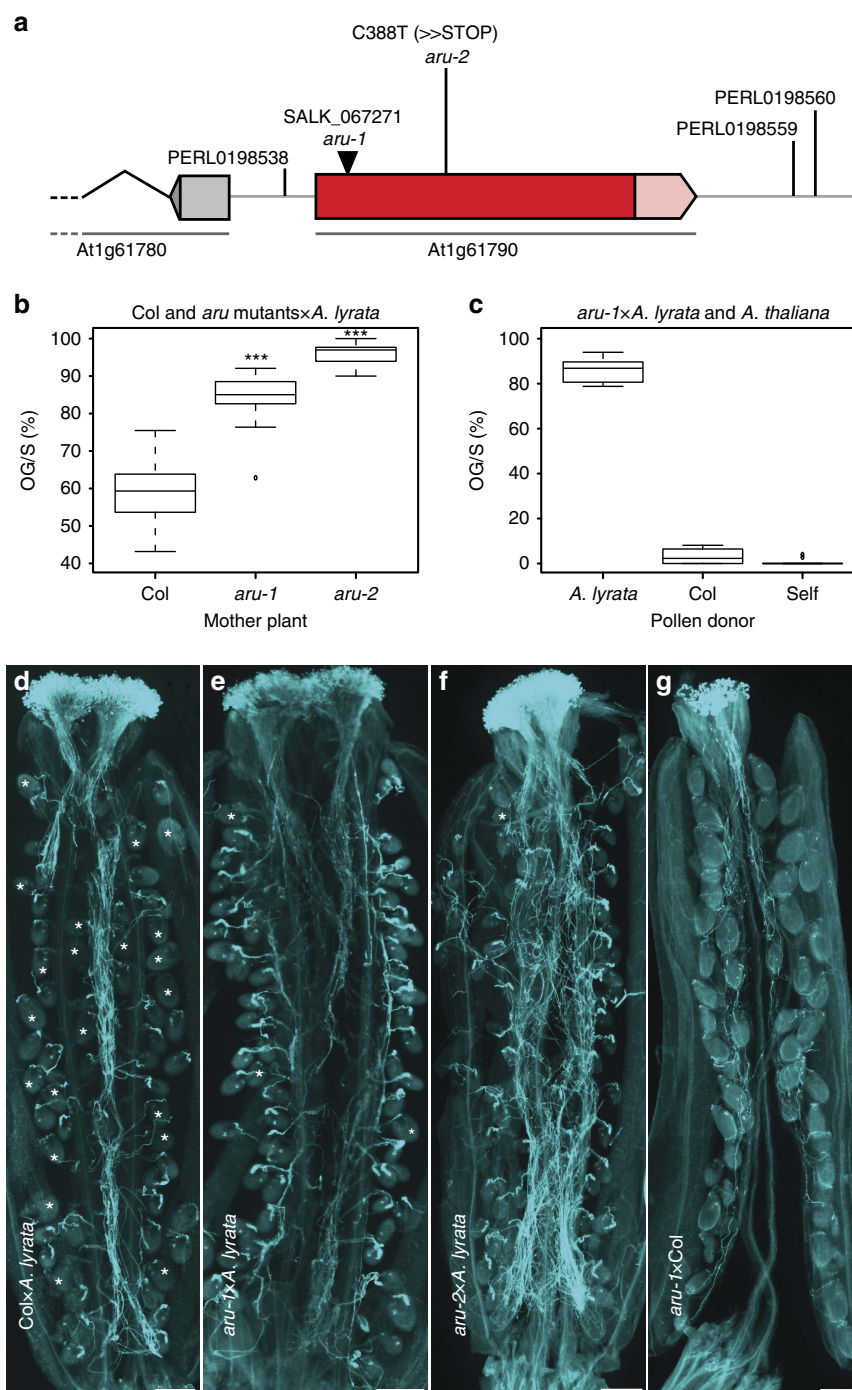 a
C388T (>>STOP)
aru-2
SALK_067271
aru-1
PERL0198538
PERL0198560
PERL0198559
At1g61780
At1g61790
b
Col and aru mutants×A. lyrata
***
***
OG/S (%)
100
90
80
70
60
50
40
Col
aru-1
aru-2
Mother plant
c
aru-1×A. lyrata and A. thaliana
OG/S (%)
100
80
60
40
20
0
A. lyrata
Col
Self
Pollen donor
d
Col×A. lyrata
e
aru-1×A. lyrata
f
aru-2×A. lyrata
g
aru-1×Col